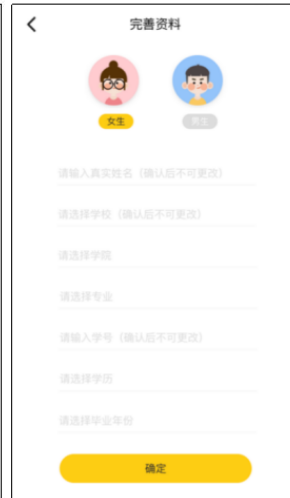 完善资料
女生
男生
请输入真实姓名（确认后不可更改）
请选择学校（确认后不可更改）
请选择学院
请选择专业
请输入学号（确认后不可更改）
请选择学历
请选择毕业年份
确定